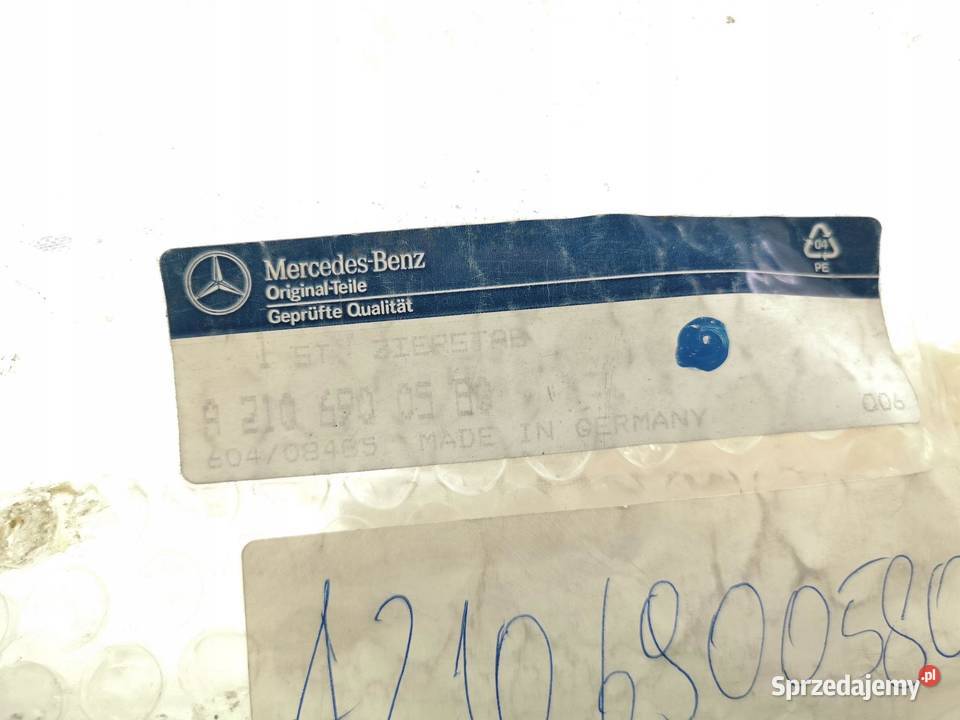 Mercedes-Benz
Original-Teile
Geprüfte Qualität
04
PE
1 ST. ZIERSTAB
A 210 690 05 80
006
604/08485 MADE IN GERMANY
A2106900580
Sprzedajemy.pl